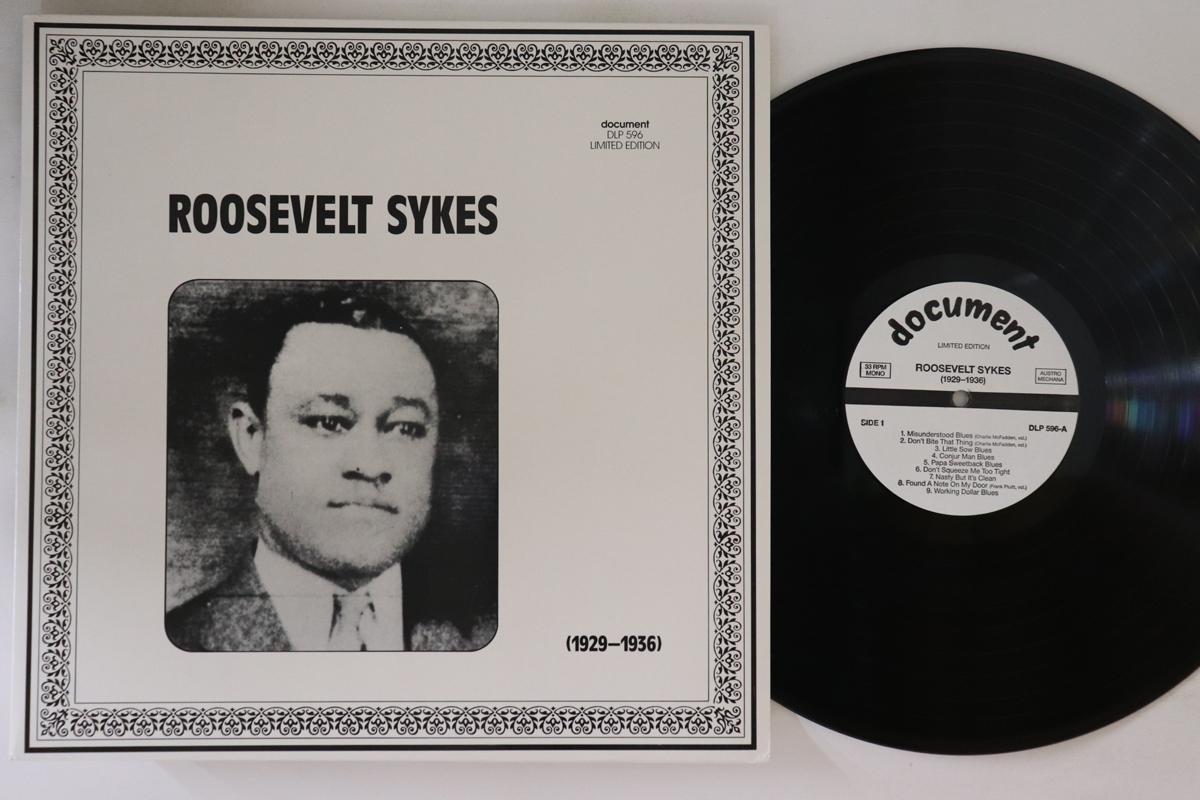 document
DLP 596
LIMITED EDITION
ROOSEVELT SYKES
(1929–1936)
document
LIMITED EDITION
33 RPM
MONO
ROOSEVELT SYKES
(1929–1936)
AUSTRO
MECHANA
SIDE 1
DLP 596-A
1. Misunderstood Blues (Charlie McFadden, vcl.)
2. Don't Bite That Thing (Charlie McFadden, vcl.)
3. Little Sow Blues
4. Conjur Man Blues
5. Papa Sweetback Blues
6. Don't Squeeze Me Too Tight
7. Nasty But It's Clean
8. Found A Note On My Door (Frank Pluitt, vcl.)
9. Working Dollar Blues